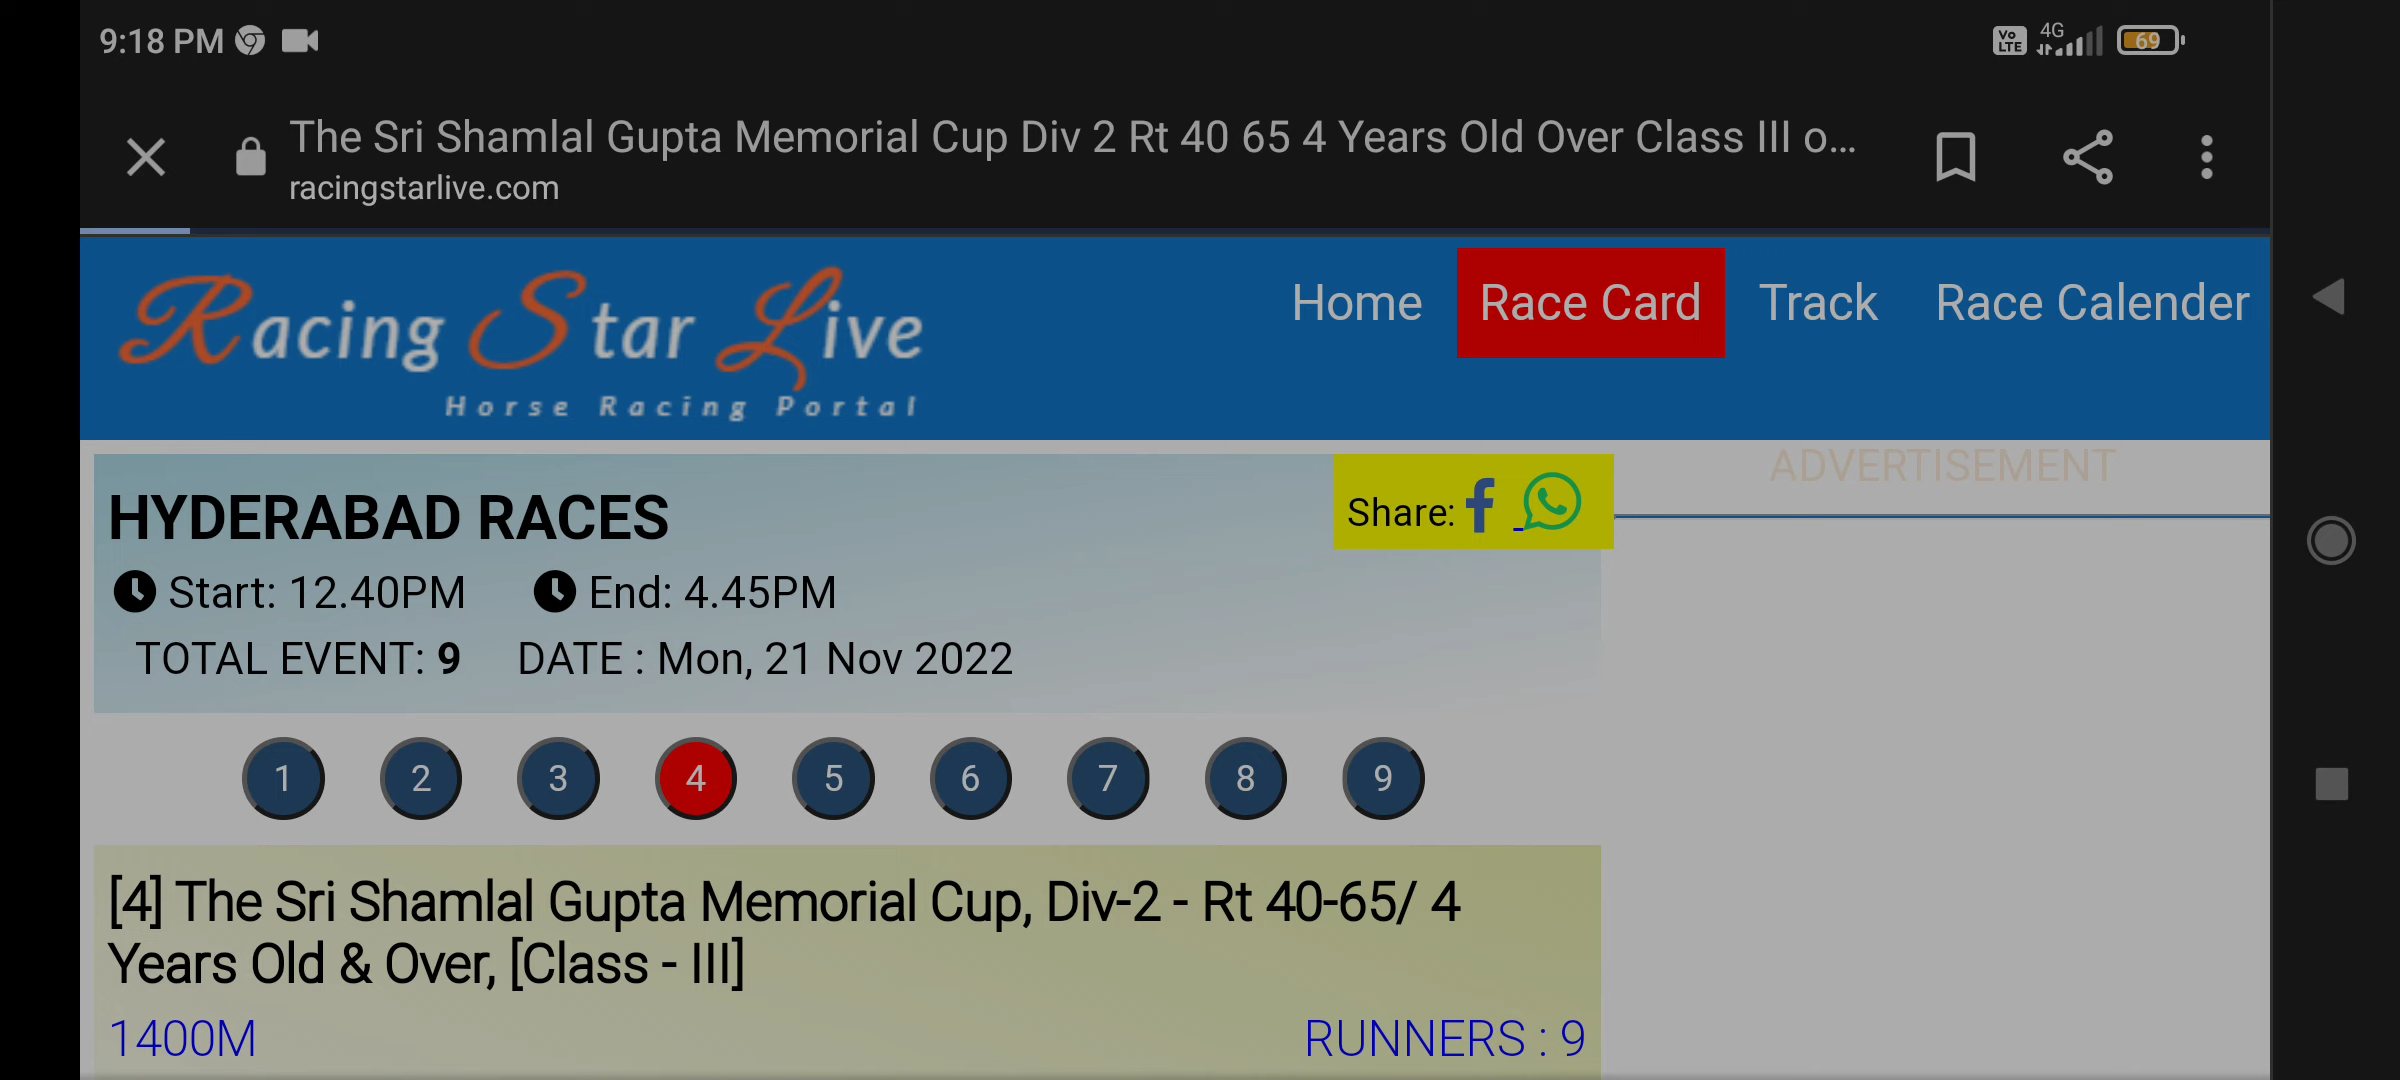 9:18 PM
Vo LTE 4G 69
The Sri Shamlal Gupta Memorial Cup Div 2 Rt 40 65 4 Years Old Over Class III o...
racingstarlive.com
Racing Star Live
Horse Racing Portal
Home Race Card Track Race Calender
ADVERTISEMENT
HYDERABAD RACES
Share:
Start: 12.40PM End: 4.45PM
TOTAL EVENT: 9 DATE : Mon, 21 Nov 2022
1 2 3 4 5 6 7 8 9
[4] The Sri Shamlal Gupta Memorial Cup, Div-2 - Rt 40-65/ 4
Years Old & Over, [Class - III]
1400M RUNNERS : 9